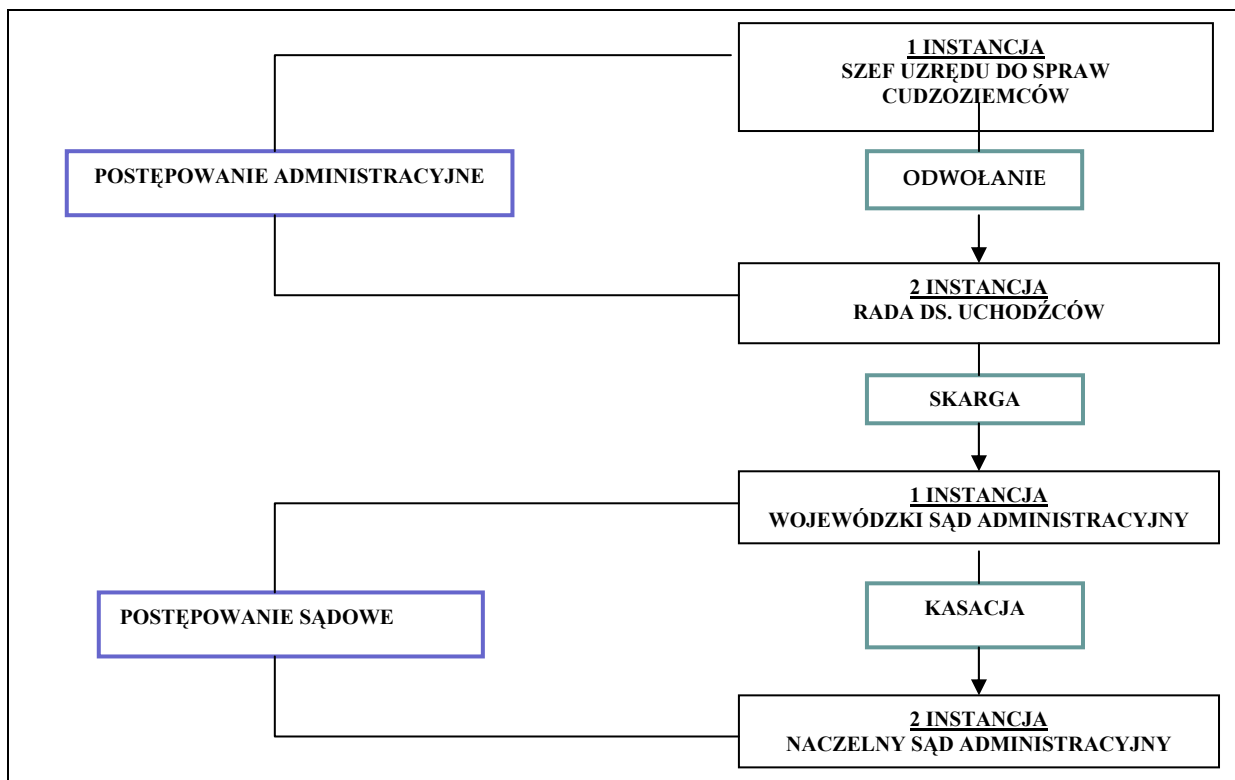 1 INSTANCJA
SZEF UZRĘDU DO SPRAW
CUDZOZIEMCÓW
POSTĘPOWANIE ADMINISTRACYJNE
ODWOŁANIE
2 INSTANCJA
RADA DS. UCHODŹCÓW
SKARGA
1 INSTANCJA
WOJEWÓDZKI SĄD ADMINISTRACYJNY
POSTĘPOWANIE SĄDOWE
KASACJA
2 INSTANCJA
NACZELNY SĄD ADMINISTRACYJNY